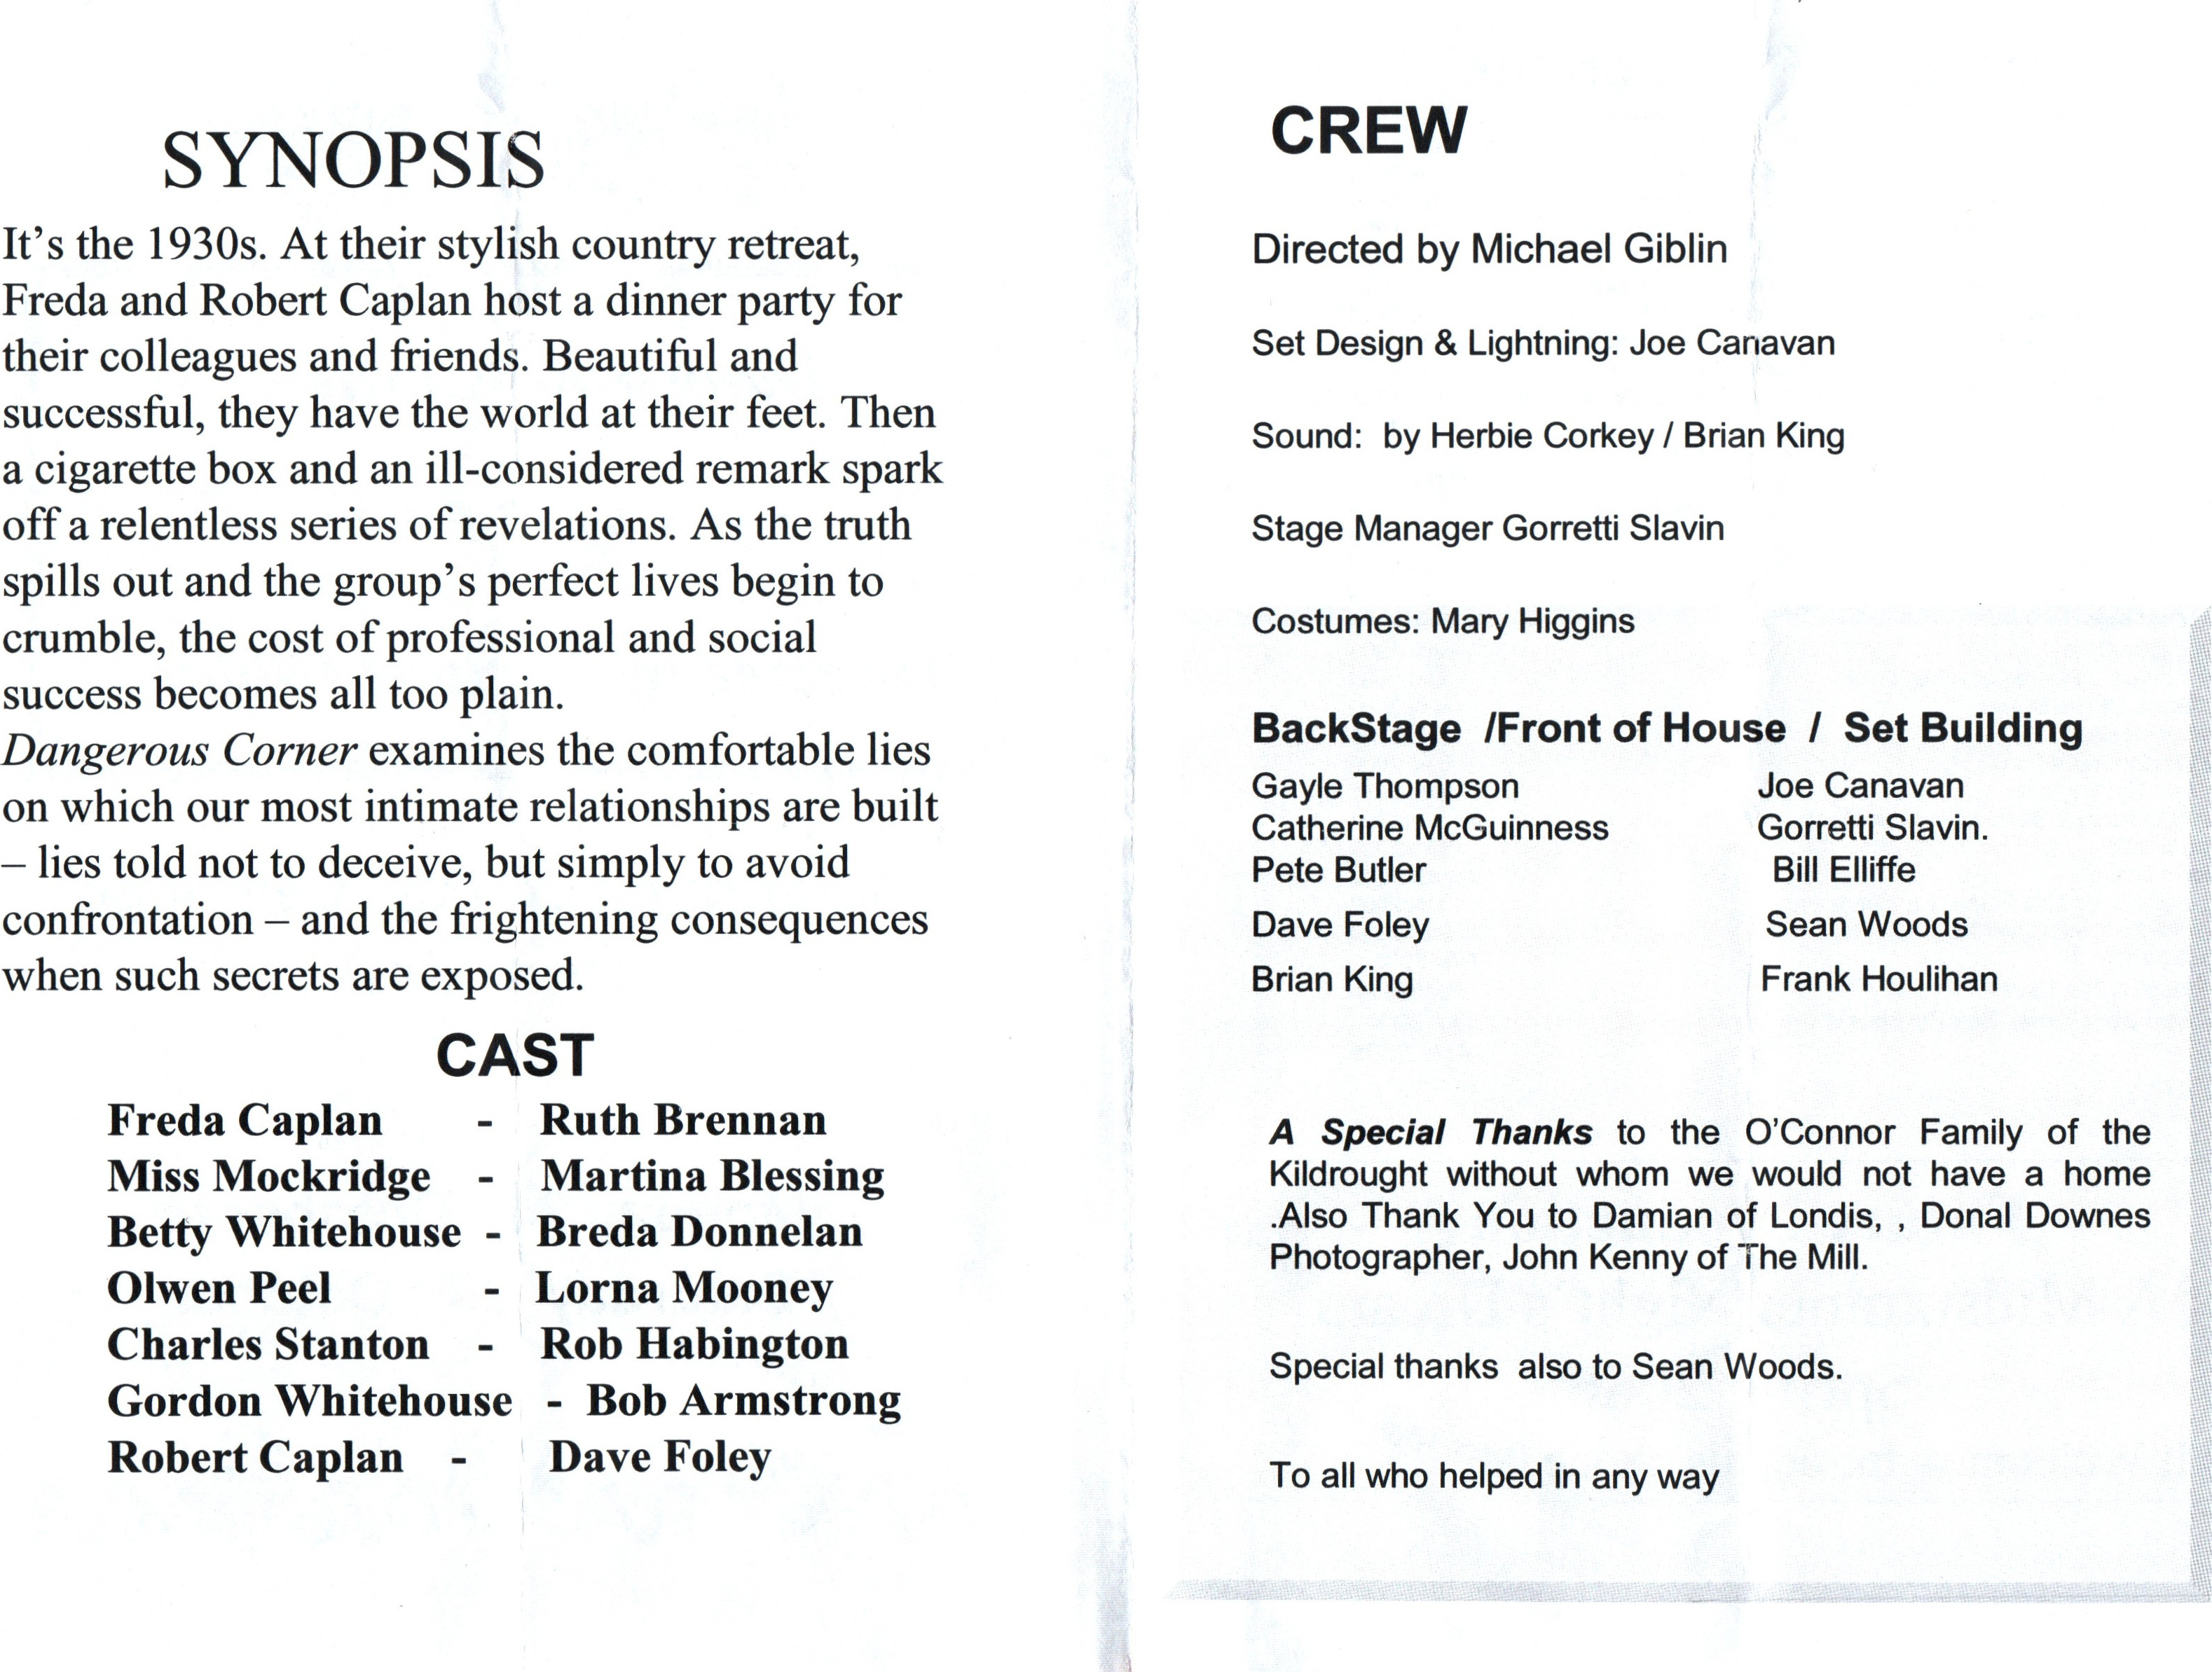 SYNOPSIS
It’s the 1930s. At their stylish country retreat,
Freda and Robert Caplan host a dinner party for
their colleagues and friends. Beautiful and
successful, they have the world at their feet. Then
a cigarette box and an ill-considered remark spark
off a relentless series of revelations. As the truth
spills out and the group’s perfect lives begin to
crumble, the cost of professional and social
success becomes all too plain.
Dangerous Corner examines the comfortable lies
on which our most intimate relationships are built
– lies told not to deceive, but simply to avoid
confrontation – and the frightening consequences
when such secrets are exposed.
CAST
Freda Caplan - Ruth Brennan
Miss Mockridge - Martina Blessing
Betty Whitehouse - Breda Donnelan
Olwen Peel - Lorna Mooney
Charles Stanton - Rob Habington
Gordon Whitehouse - Bob Armstrong
Robert Caplan - Dave Foley
CREW
Directed by Michael Giblin
Set Design & Lightning: Joe Canavan
Sound: by Herbie Corkey / Brian King
Stage Manager Gorretti Slavin
Costumes: Mary Higgins
BackStage /Front of House / Set Building
Gayle Thompson Joe Canavan
Catherine McGuinness Gorretti Slavin.
Pete Butler Bill Elliffe
Dave Foley Sean Woods
Brian King Frank Houlihan
A Special Thanks to the O’Connor Family of the
Kildrought without whom we would not have a home
.Also Thank You to Damian of Londis, , Donal Downes
Photographer, John Kenny of The Mill.
Special thanks also to Sean Woods.
To all who helped in any way